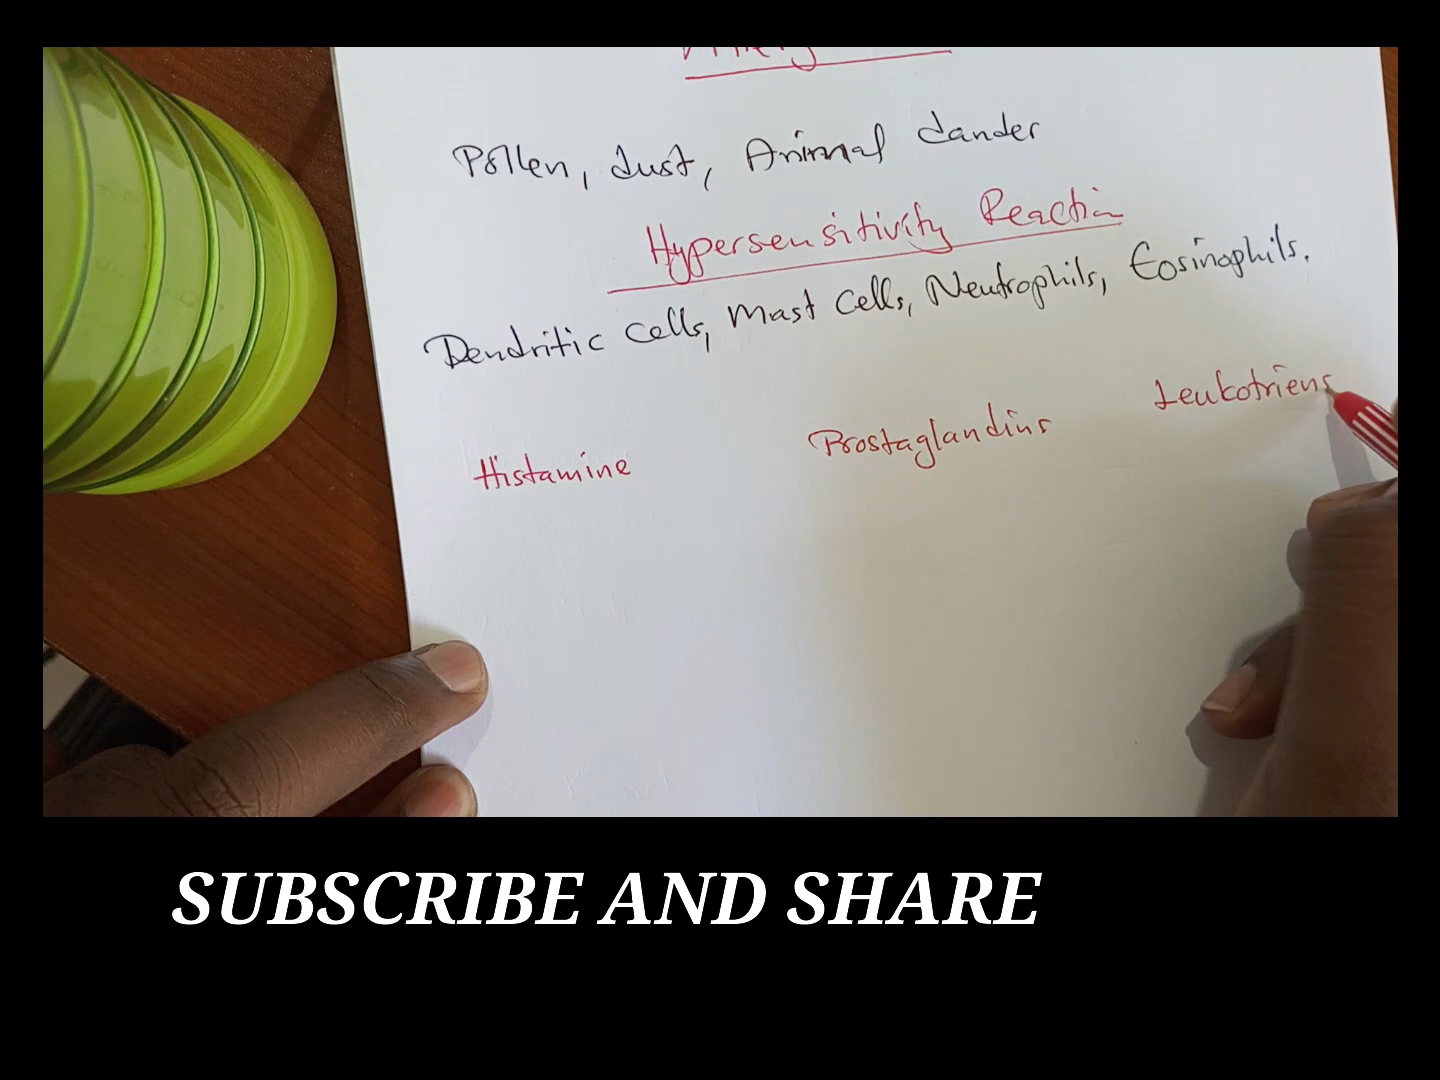 Pollen, dust, Animal dander
Hypersensitivity Reaction
Dendritic cells, Mast Cells, Neutrophils, Eosinophils.
Histamine Prostaglandins Leukotriens
SUBSCRIBE AND SHARE